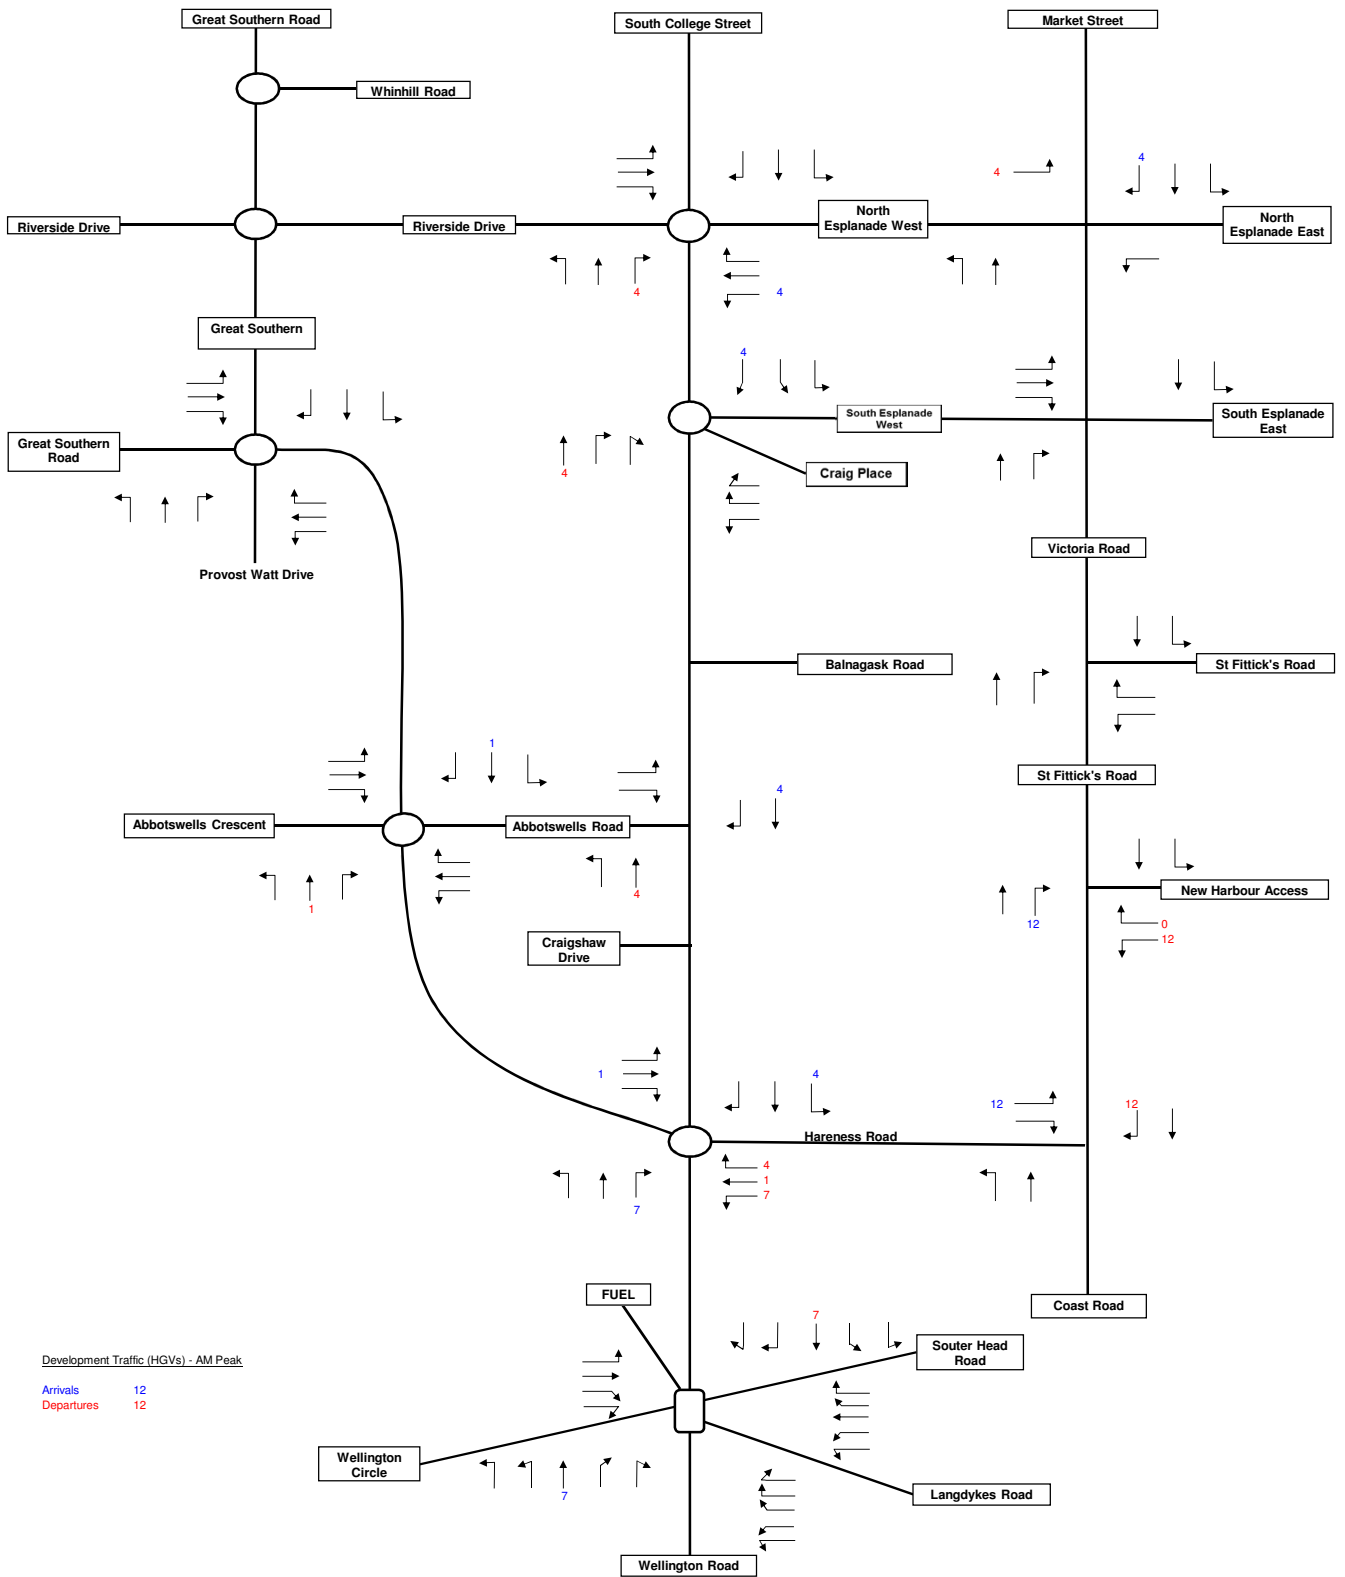 Great Southern Road
South College Street
Market Street
Whinhill Road
4
4
Riverside Drive
Riverside Drive
North
Esplanade West
North
Esplanade East
4
4
Great Southern
4
South Esplanade
West
South Esplanade
East
Great Southern
Road
4
Craig Place
Victoria Road
Provost Watt Drive
Balnagask Road
St Fittick's Road
1
St Fittick's Road
4
Abbotswells Crescent
Abbotswells Road
4
1
New Harbour Access
12
0
12
Craigshaw
Drive
1
4
12
12
Hareness Road
4
1
7
7
FUEL
Coast Road
7
Souter Head
Road
Development Traffic (HGVs) - AM Peak
Arrivals 12
Departures 12
Wellington
Circle
7
Langdykes Road
Wellington Road